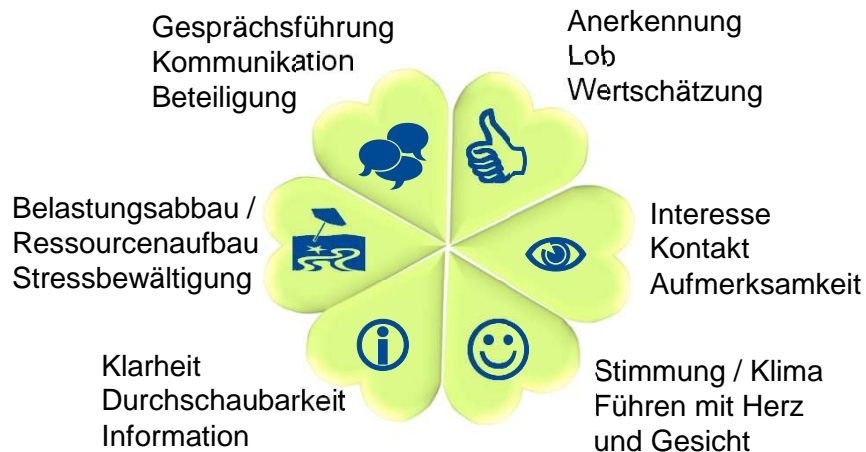 Gesprächsführung
Kommunikation
Beteiligung
Anerkennung
Lob
Wertschätzung
Belastungsabbau /
Ressourcenaufbau
Stressbewältigung
Interesse
Kontakt
Aufmerksamkeit
Klarheit
Durchschaubarkeit
Information
Stimmung / Klima
Führen mit Herz
und Gesicht